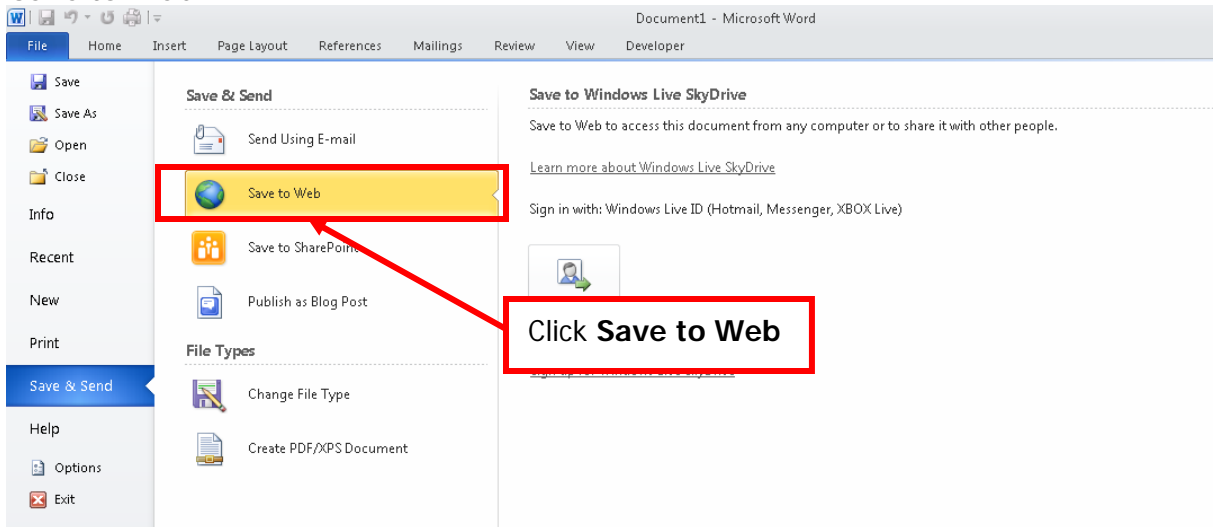 Document1 - Microsoft Word
File Home Insert Page Layout References Mailings Review View Developer
Save
Save As
Open
Close
Info
Recent
New
Print
Save & Send
Help
Options
Exit
Save & Send
Send Using E-mail
Save to Web
Save to SharePoint
Publish as Blog Post
File Types
Change File Type
Create PDF/XPS Document
Save to Windows Live SkyDrive
Save to Web to access this document from any computer or to share it with other people.
Learn more about Windows Live SkyDrive
Sign in with: Windows Live ID (Hotmail, Messenger, XBOX Live)
Click Save to Web